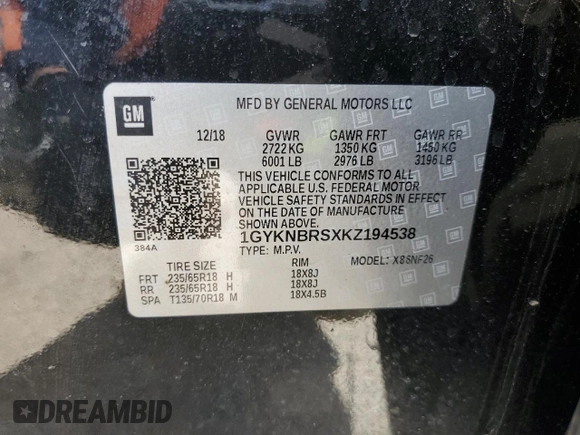 GM
MFD BY GENERAL MOTORS LLC
12/18 GVWR GAWR FRT GAWR RR
2722 KG 1350 KG 1450 KG
6001 LB 2976 LB 3196 LB
THIS VEHICLE CONFORMS TO ALL
APPLICABLE U.S. FEDERAL MOTOR
VEHICLE SAFETY STANDARDS IN EFFECT
ON THE DATE OF MANUFACTURE
SHOWN ABOVE.
1GYKNBRSXKZ194538
384A
TYPE: M.P.V. MODEL: X8SNF26
TIRE SIZE RIM
FRT 235/65R18 H 18X8J
RR 235/65R18 H 18X8J
SPA T135/70R18 M 18X4.5B
DREAMBID